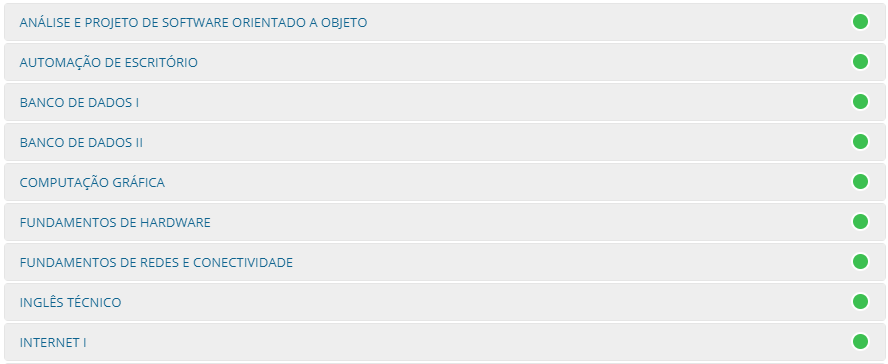 ANÁLISE E PROJETO DE SOFTWARE ORIENTADO A OBJETO
AUTOMAÇÃO DE ESCRITÓRIO
BANCO DE DADOS I
BANCO DE DADOS II
COMPUTAÇÃO GRÁFICA
FUNDAMENTOS DE HARDWARE
FUNDAMENTOS DE REDES E CONECTIVIDADE
INGLÊS TÉCNICO
INTERNET I